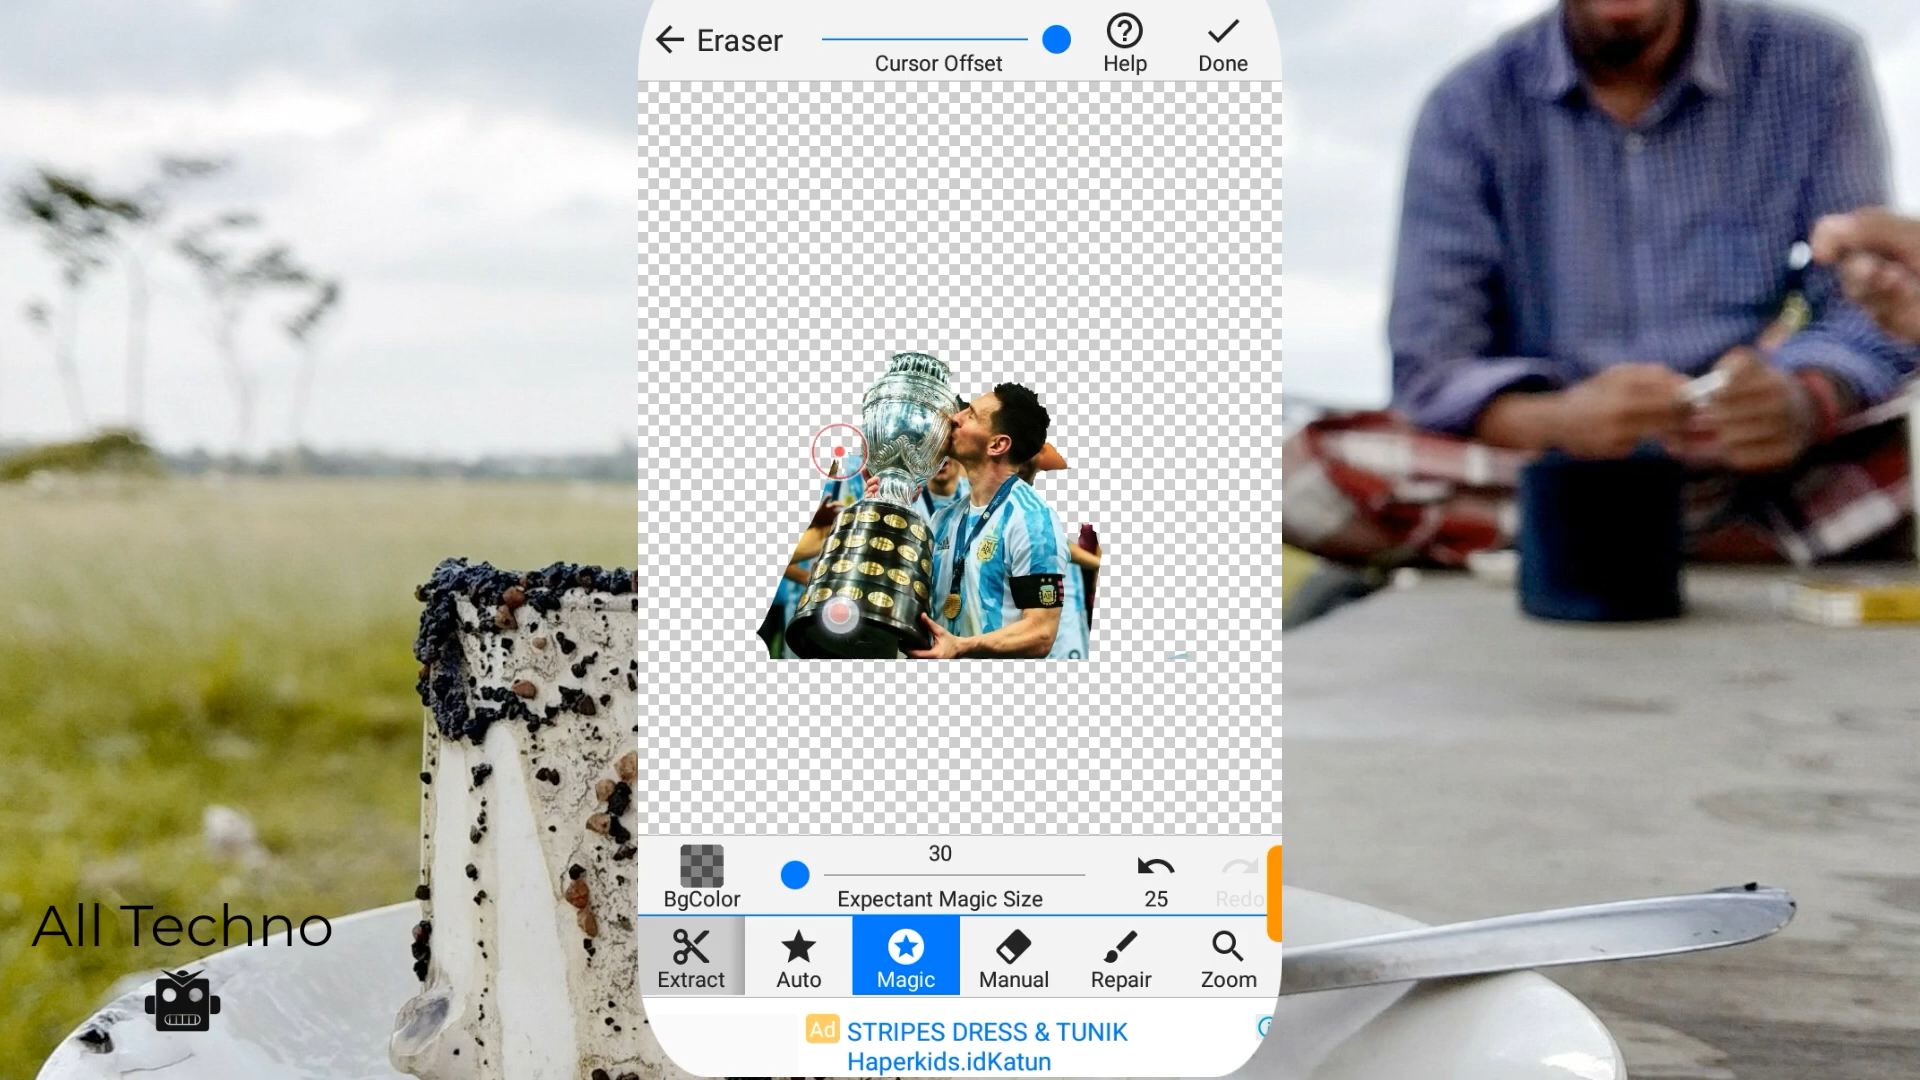 Eraser
Cursor Offset
Help
Done
30
BgColor
Expectant Magic Size
25
Redo
Extract
Auto
Magic
Manual
Repair
Zoom
Ad
STRIPES DRESS & TUNIK
Haperkids.idKatun
All Techno